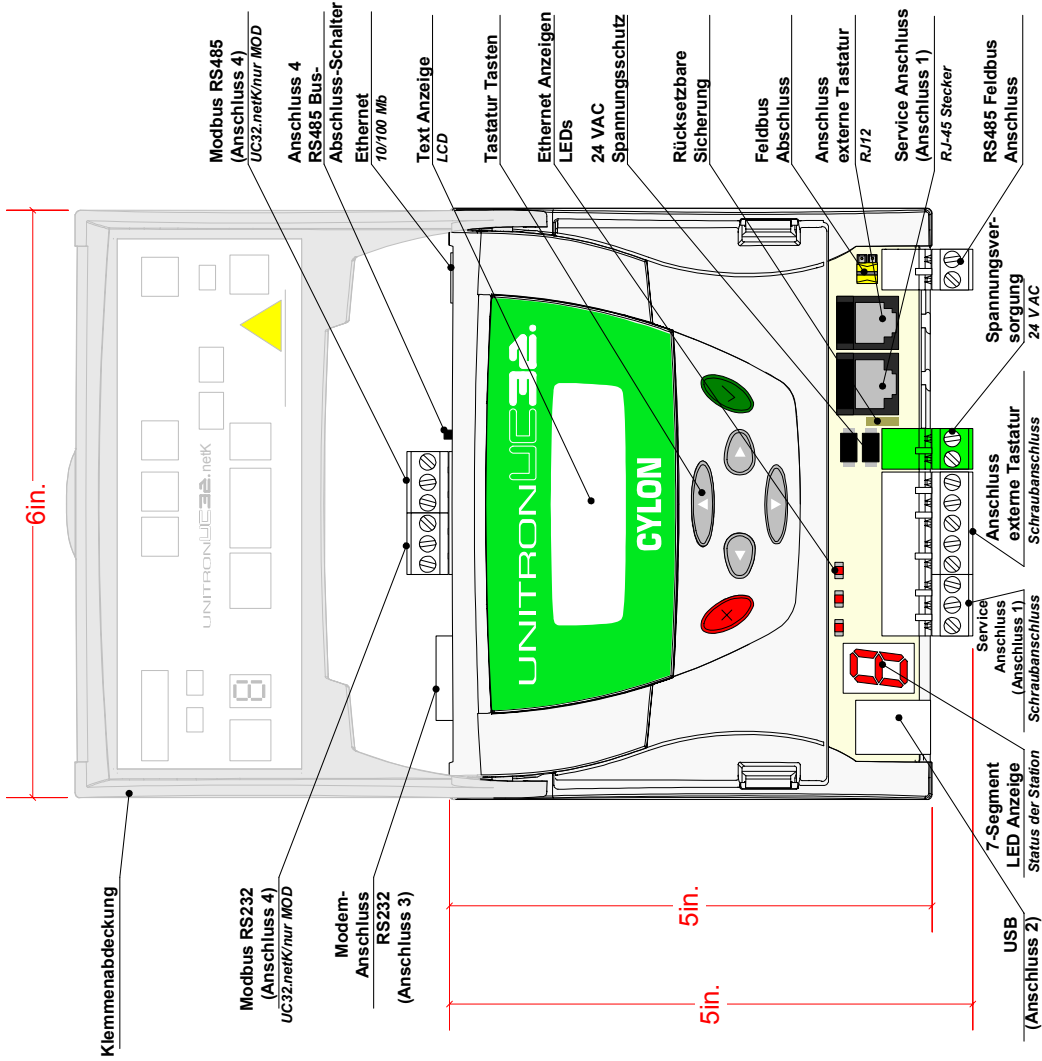 6in.
Klemmenabdeckung
Modbus RS232
(Anschluss 4)
UC32.netK/nur MOD
Modem-
Anschluss
RS232
(Anschluss 3)
Modbus RS485
(Anschluss 4)
UC32.netK/nur MOD
Anschluss 4
RS485 Bus-
Abschluss-Schalter
Ethernet
10/100 Mb
Text Anzeige
LCD
Tastatur Tasten
Ethernet Anzeigen
LEDs
24 VAC
Spannungsschutz
Rücksetzbare
Sicherung
Feldbus
Abschluss
Anschluss
externe Tastatur
RJ12
Service Anschluss
(Anschluss 1)
RJ-45 Stecker
RS485 Feldbus
Anschluss
UNITRONUC32.netK
UNITRONUC32.
CYLON
5in.
5in.
USB
(Anschluss 2)
7-Segment
LED Anzeige
Status der Station
Service
Anschluss
(Anschluss 1)
Schraubanschluss
Anschluss
externe Tastatur
Schraubanschluss
Spannungsver-
sorgung
24 V AC